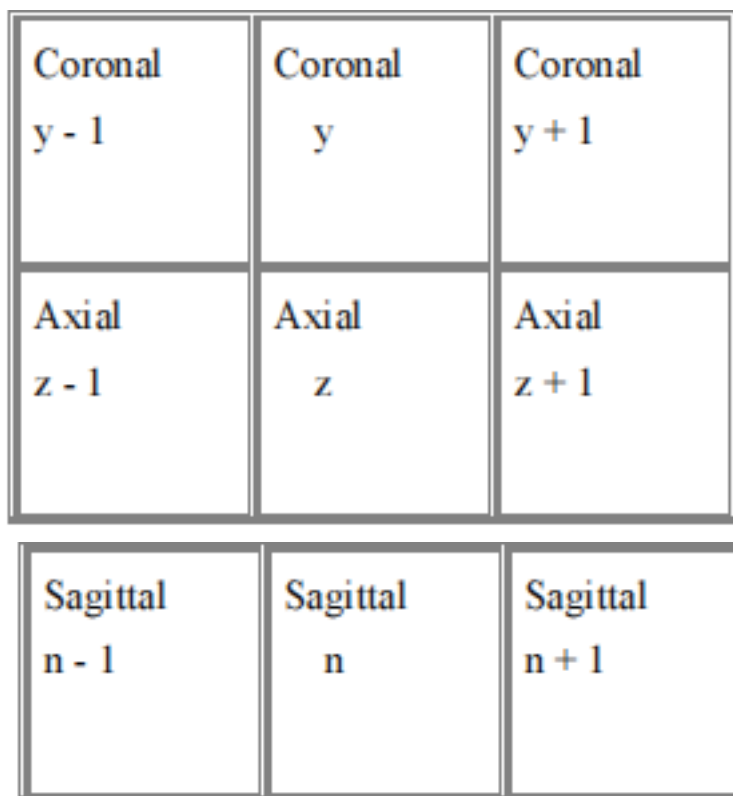 Coronal Coronal Coronal
y - 1 y y + 1
Axial Axial Axial
z - 1 z z + 1
Sagittal Sagittal Sagittal
n - 1 n n + 1